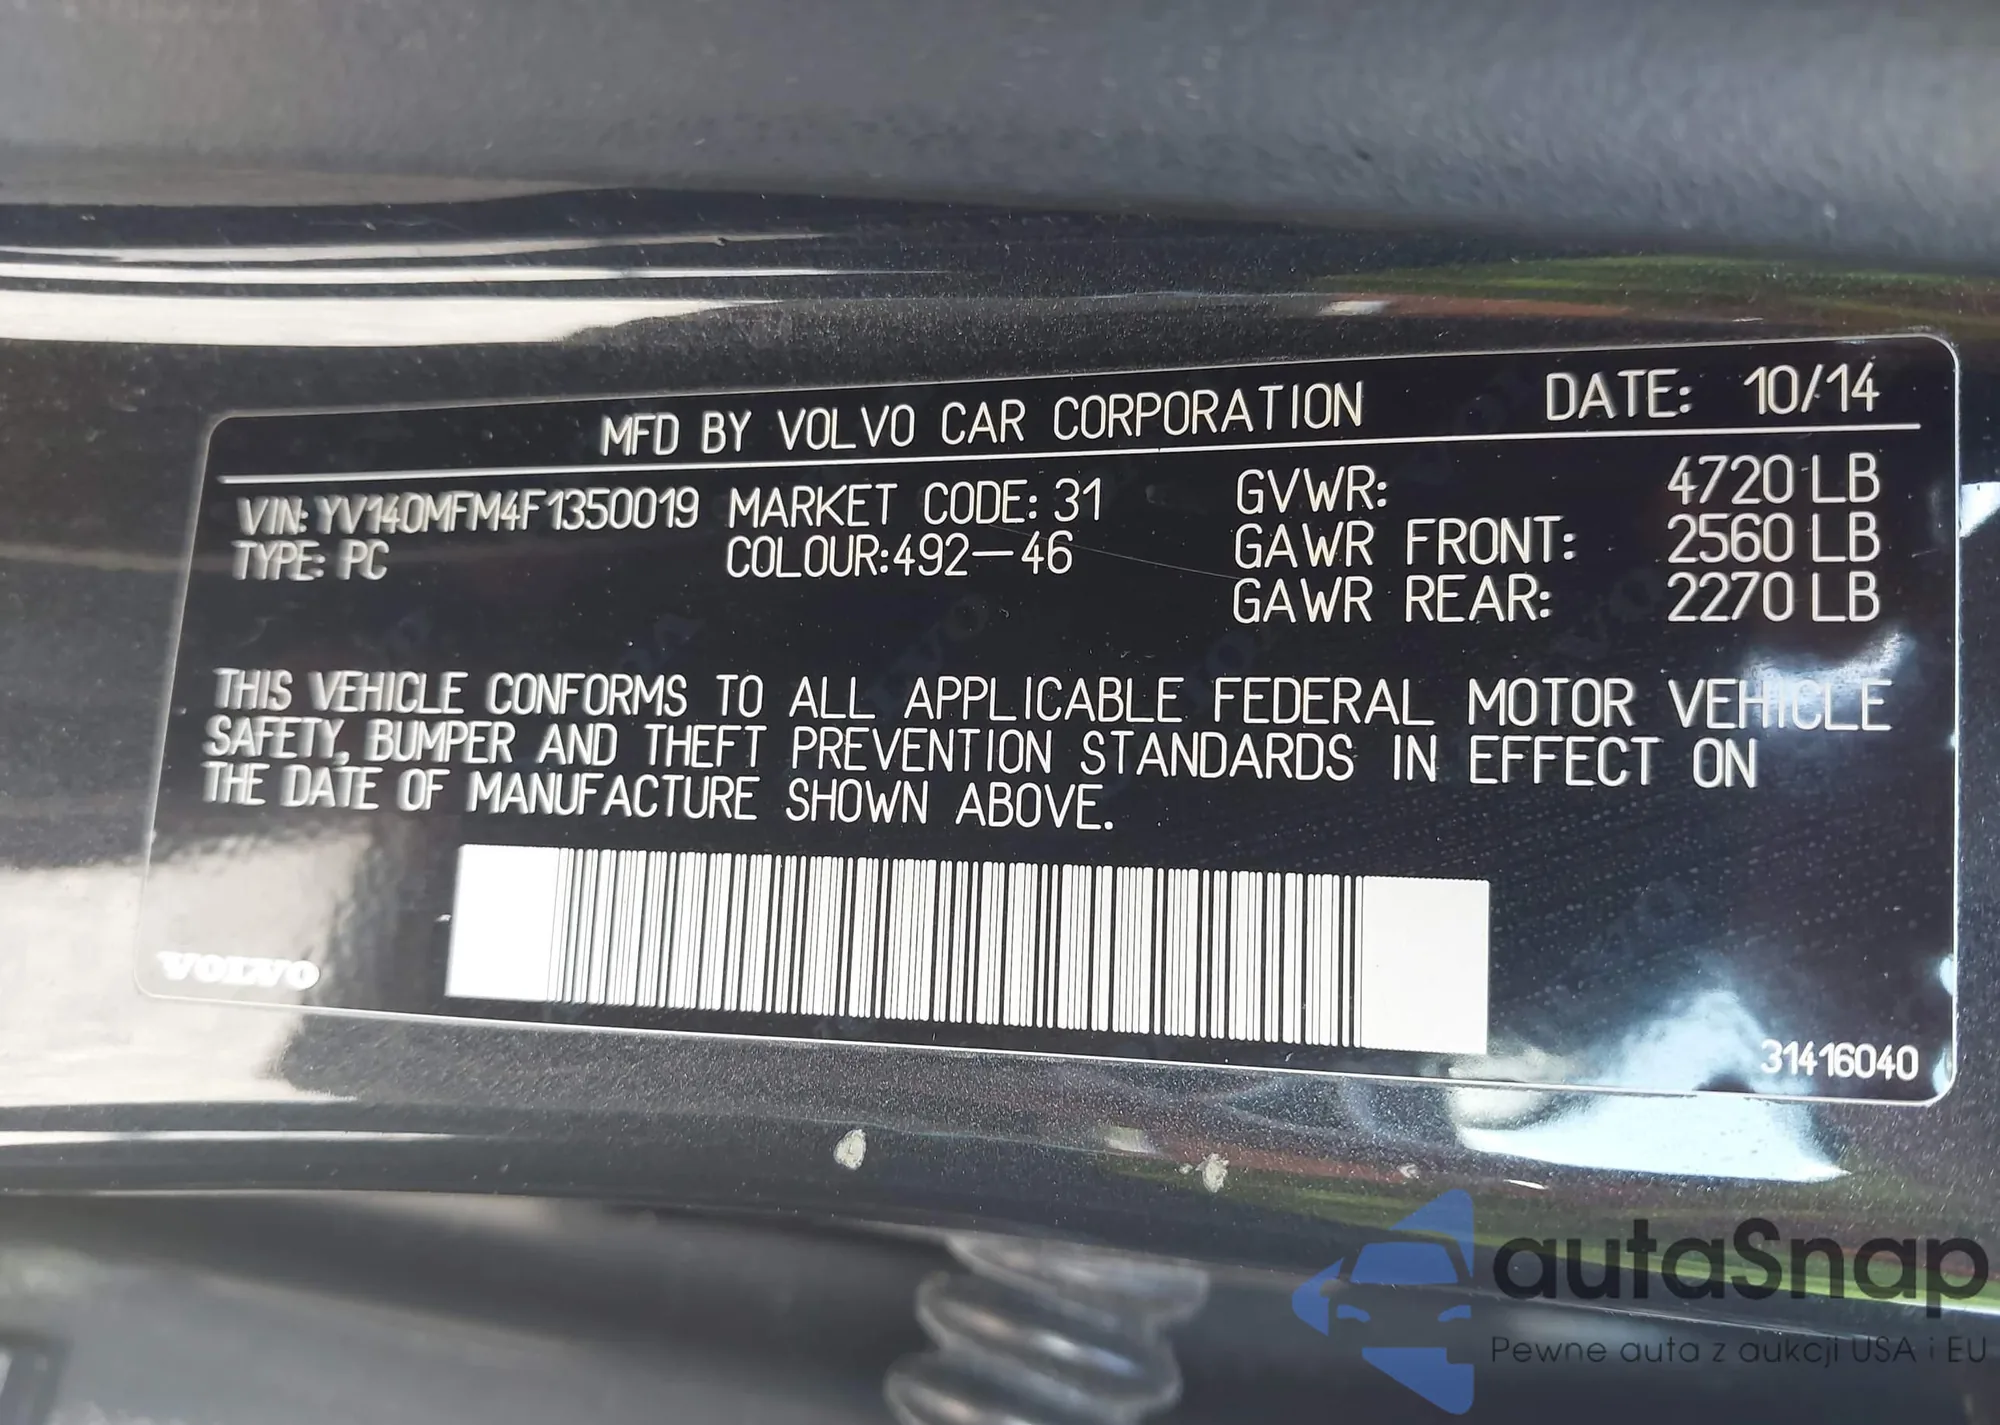 MFD BY VOLVO CAR CORPORATION DATE: 10/14
VIN: YV140MFM4F1350019 MARKET CODE: 31 GVWR: 4720 LB
TYPE: PC COLOUR:492-46 GAWR FRONT: 2560 LB
GAWR REAR: 2270 LB
THIS VEHICLE CONFORMS TO ALL APPLICABLE FEDERAL MOTOR VEHICLE
SAFETY, BUMPER AND THEFT PREVENTION STANDARDS IN EFFECT ON
THE DATE OF MANUFACTURE SHOWN ABOVE.
VOLVO
31416040
autaSnap
Pewne auta z aukcji USA i EU